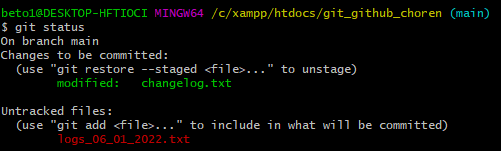 beto1@DESKTOP-HFTIOCI MINGW64 /c/xampp/htdocs/git_github_choren (main)
$ git status
On branch main
Changes to be committed:
  (use "git restore --staged <file>..." to unstage)
        modified:   changelog.txt

Untracked files:
  (use "git add <file>..." to include in what will be committed)
        logs_06_01_2022.txt